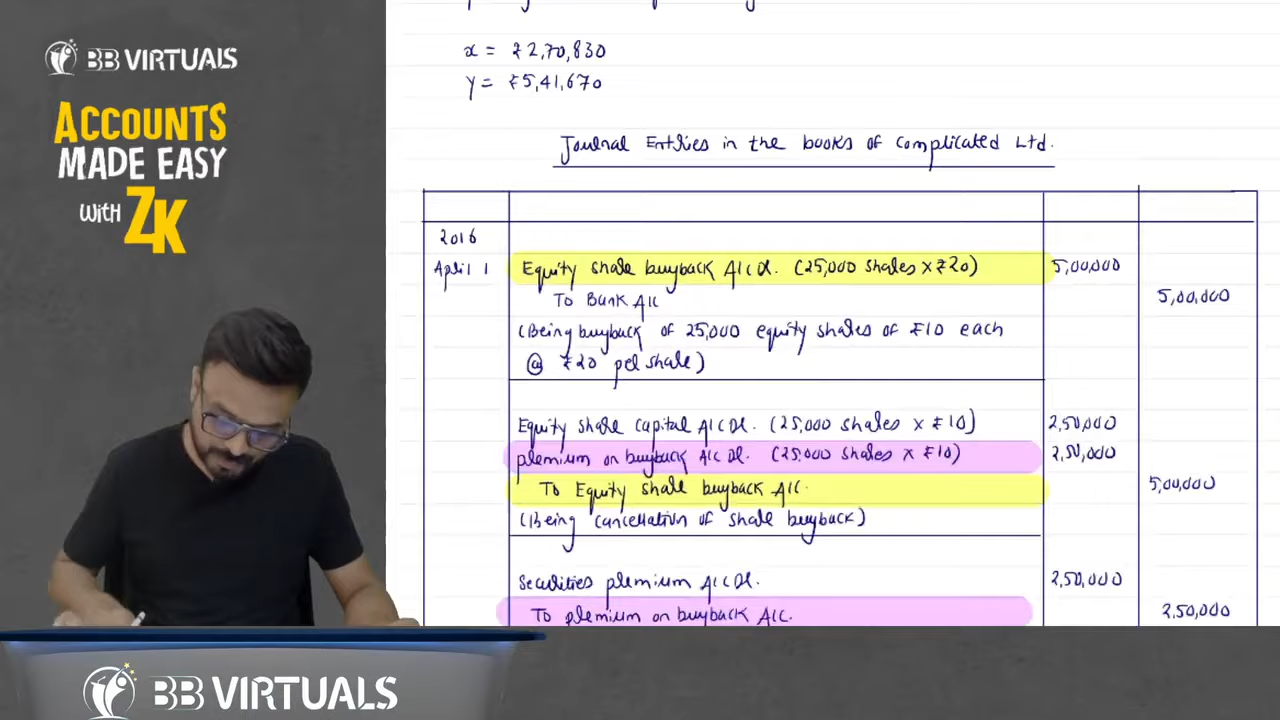 BB VIRTUALS
ACCOUNTS
MADE EASY
WITH ZK
x = ₹2,70,830
Y = ₹5,41,670
Journal Entries in the books of Complicated Ltd.
2016
April 1 Equity share buyback A/C Dr. (25,000 shares x ₹20) 5,00,000
To Bank A/C 5,00,000
(Being buyback of 25,000 equity shares of ₹10 each
@ ₹20 per share)
Equity share capital A/C Dr. (25,000 shares x ₹10) 2,50,000
premium on buyback A/C Dr. (25,000 shares x ₹10) 2,50,000
To Equity share buyback A/C. 5,00,000
(Being cancellation of share buyback)
Securities premium A/C Dr. 2,50,000
To premium on buyback A/C. 2,50,000
BB VIRTUALS